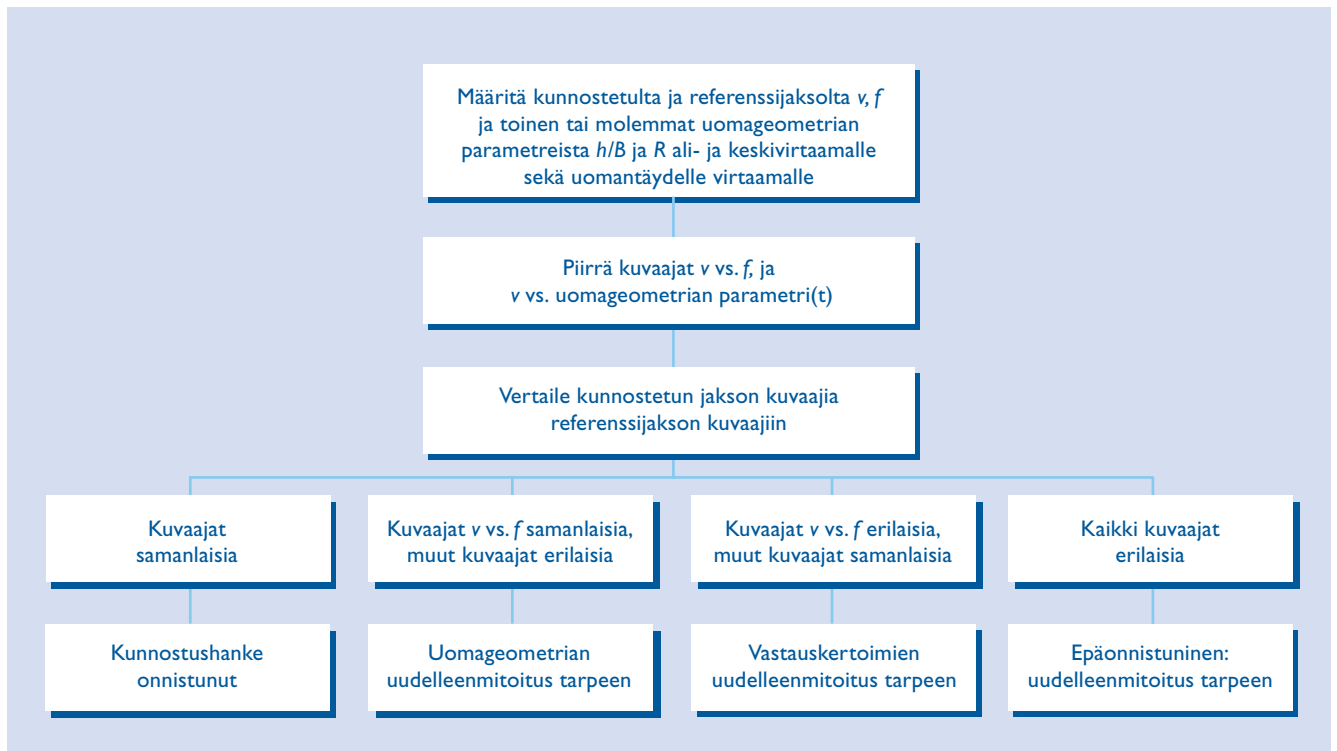 Määritä kunnostetulta ja referenssijaksolta v, f
ja toinen tai molemmat uomageometrian
parametreista h/B ja R ali- ja keskivirtaamalle
sekä uomantäydelle virtaamalle
Piirrä kuvaajat v vs. f, ja
v vs. uomageometrian parametri(t)
Vertaile kunnostetun jakson kuvaajia
referenssijakson kuvaajiin
Kuvaajat
samanlaisia
Kuvaajat v vs. f samanlaisia,
muut kuvaajat erilaisia
Kuvaajat v vs. f erilaisia,
muut kuvaajat samanlaisia
Kaikki kuvaajat
erilaisia
Kunnostushanke
onnistunut
Uomageometrian
uudelleenmitoitus tarpeen
Vastauskertoimien
uudelleenmitoitus tarpeen
Epäonnistuninen:
uudelleenmitoitus tarpeen